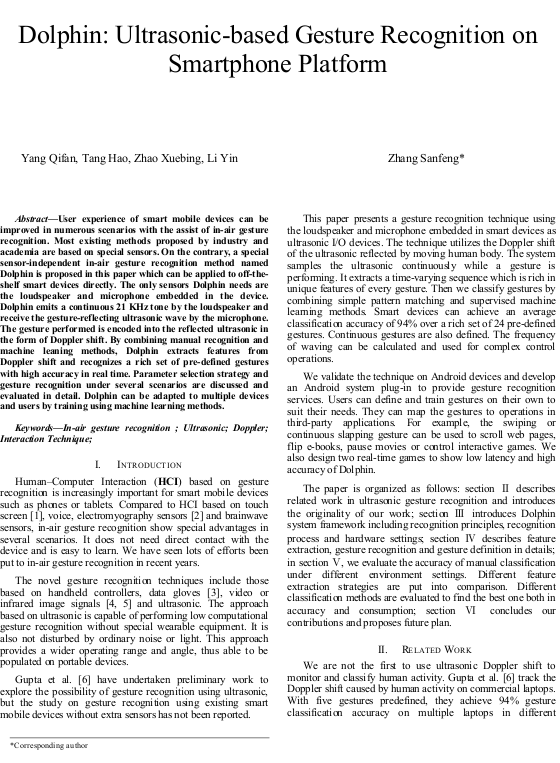 Dolphin: Ultrasonic-based Gesture Recognition on
Smartphone Platform
Yang Qifan, Tang Hao, Zhao Xuebing, Li Yin
Zhang Sanfeng*
Abstract—User experience of smart mobile devices can be
improved in numerous scenarios with the assist of in-air gesture
recognition. Most existing methods proposed by industry and
academia are based on special sensors. On the contrary, a special
sensor-independent in-air gesture recognition method named
Dolphin is proposed in this paper which can be applied to off-the-
shelf smart devices directly. The only sensors Dolphin needs are
the loudspeaker and microphone embedded in the device.
Dolphin emits a continuous 21 KHz tone by the loudspeaker and
receive the gesture-reflecting ultrasonic wave by the microphone.
The gesture performed is encoded into the reflected ultrasonic in
the form of Doppler shift. By combining manual recognition and
machine leaning methods, Dolphin extracts features from
Doppler shift and recognizes a rich set of pre-defined gestures
with high accuracy in real time. Parameter selection strategy and
gesture recognition under several scenarios are discussed and
evaluated in detail. Dolphin can be adapted to multiple devices
and users by training using machine learning methods.
Keywords—In-air gesture recognition ; Ultrasonic; Doppler;
Interaction Technique;
I. INTRODUCTION
Human–Computer Interaction (HCI) based on gesture
recognition is increasingly important for smart mobile devices
such as phones or tablets. Compared to HCI based on touch
screen [1], voice, electromyography sensors [2] and brainwave
sensors, in-air gesture recognition show special advantages in
several scenarios. It does not need direct contact with the
device and is easy to learn. We have seen lots of efforts been
put to in-air gesture recognition in recent years.
The novel gesture recognition techniques include those
based on handheld controllers, data gloves [3], video or
infrared image signals [4, 5] and ultrasonic. The approach
based on ultrasonic is capable of performing low computational
gesture recognition without special wearable equipment. It is
also not disturbed by ordinary noise or light. This approach
provides a wider operating range and angle, thus able to be
populated on portable devices.
Gupta et al. [6] have undertaken preliminary work to
explore the possibility of gesture recognition using ultrasonic,
but the study on gesture recognition using existing smart
mobile devices without extra sensors has not been reported.
*Corresponding author
This paper presents a gesture recognition technique using
the loudspeaker and microphone embedded in smart devices as
ultrasonic I/O devices. The technique utilizes the Doppler shift
of the ultrasonic reflected by moving human body. The system
samples the ultrasonic continuously while a gesture is
performing. It extracts a time-varying sequence which is rich in
unique features of every gesture. Then we classify gestures by
combining simple pattern matching and supervised machine
learning methods. Smart devices can achieve an average
classification accuracy of 94% over a rich set of 24 pre-defined
gestures. Continuous gestures are also defined. The frequency
of waving can be calculated and used for complex control
operations.
We validate the technique on Android devices and develop
an Android system plug-in to provide gesture recognition
services. Users can define and train gestures on their own to
suit their needs. They can map the gestures to operations in
third-party applications. For example, the swiping or
continuous slapping gesture can be used to scroll web pages,
flip e-books, pause movies or control interactive games. We
also design two real-time games to show low latency and high
accuracy of Dolphin.
The paper is organized as follows: section Ⅱ describes
related work in ultrasonic gesture recognition and introduces
the originality of our work; section Ⅲ introduces Dolphin
system framework including recognition principles, recognition
process and hardware settings; section Ⅳ describes feature
extraction, gesture recognition and gesture definition in details;
in section Ⅴ, we evaluate the accuracy of manual classification
under different environment settings. Different feature
extraction strategies are put into comparison. Different
classification methods are evaluated to find the best one both in
accuracy and consumption; section Ⅵ concludes our
contributions and proposes future plan.
II. RELATED WORK
We are not the first to use ultrasonic Doppler shift to
monitor and classify human activity. Gupta et al. [6] track the
Doppler shift caused by human activity on commercial laptops.
With five gestures predefined, they achieve 94% gesture
classification accuracy on multiple laptops in different